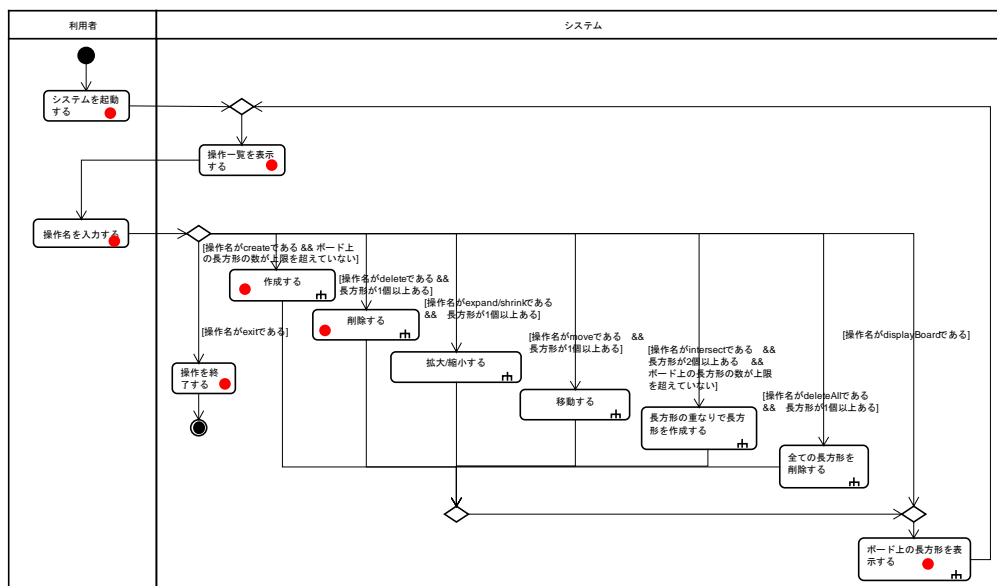 利用者
システム
システムを起動
する
操作一覧を表示
する
操作名を入力する
[操作名がcreateである && ボード上
の長方形の数が上限を超えていない]
作成する
[操作名がdeleteである &&
長方形が1個以上ある]
削除する
[操作名がexpand/shrinkである
&&　長方形が1個以上ある]
[操作名がexitである]
拡大/縮小する
[操作名がmoveである　&&
長方形が1個以上ある]
[操作名がintersectである　&&
長方形が2個以上ある　&&
ボード上の長方形の数が上限
を超えていない]
[操作名がdisplayBoardである]
操作を終
了する
移動する
長方形の重なりで長方
形を作成する
[操作名がdeleteAllである
&&　長方形が1個以上ある]
全ての長方形を
削除する
ボード上の長方形を表
示する